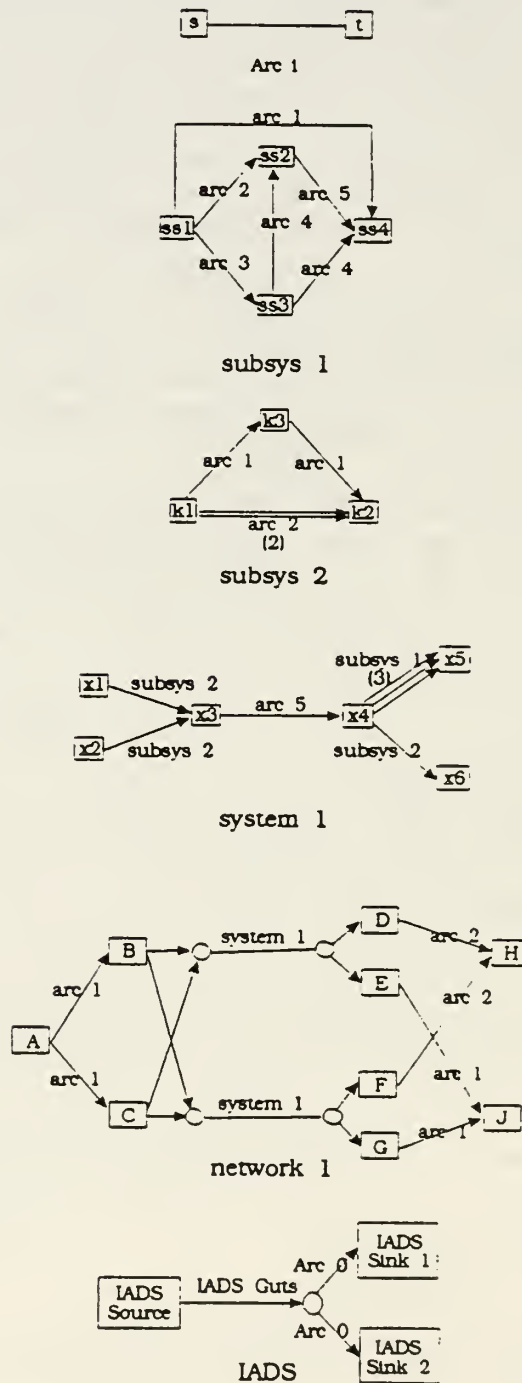 s t
Arc 1
arc 1
ss2
arc 2 arc 5
ss1 arc 4 ss4
arc 3 arc 4
ss3
subsys 1
k3
arc 1 arc 1
k1 k2
arc 2
(2)
subsys 2
subsys 1 x5
(3)
x1 subsys 2
x3 arc 5 x4
x2 subsys 2 subsys 2
x6
system 1
D
B system 1 arc 2
H
arc 1 E arc 2
A
arc 1 F arc 1
C system 1 J
G arc 1
network 1
IADS
Sink 1
Arc 0
IADS
Source
IADS Guts
Arc 0
IADS
Sink 2
IADS